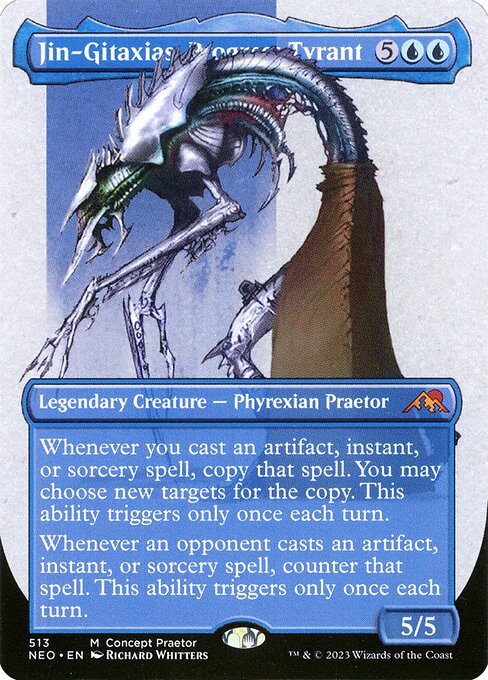 Jin-Gitaxias, Progress Tyrant 5
Legendary Creature — Phyrexian Praetor
Whenever you cast an artifact, instant,
or sorcery spell, copy that spell. You may
choose new targets for the copy. This
ability triggers only once each turn.
Whenever an opponent casts an artifact,
instant, or sorcery spell, counter that
spell. This ability triggers only once each
turn.
5/5
513 M Concept Praetor
NEO • EN Richard Whitters ™ & © 2023 Wizards of the Coast